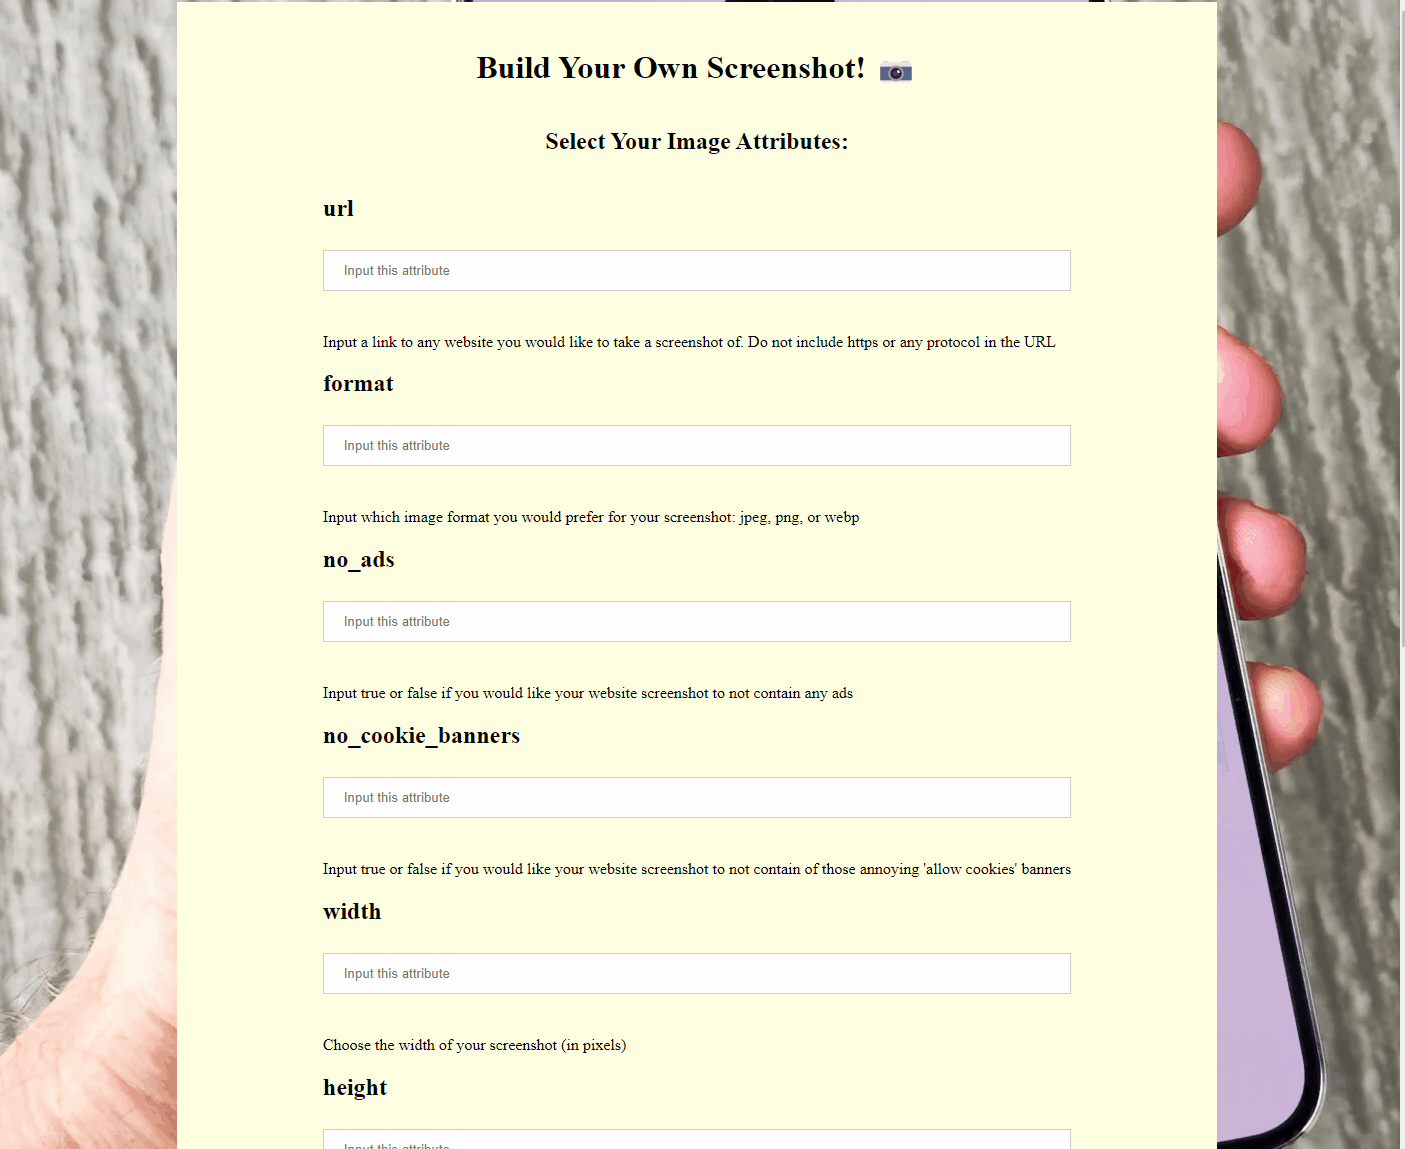 Build Your Own Screenshot!
Select Your Image Attributes:
url
Input this attribute
Input a link to any website you would like to take a screenshot of. Do not include https or any protocol in the URL
format
Input this attribute
Input which image format you would prefer for your screenshot: jpeg, png, or webp
no_ads
Input this attribute
Input true or false if you would like your website screenshot to not contain any ads
no_cookie_banners
Input this attribute
Input true or false if you would like your website screenshot to not contain of those annoying 'allow cookies' banners
width
Input this attribute
Choose the width of your screenshot (in pixels)
height
Input this attribute